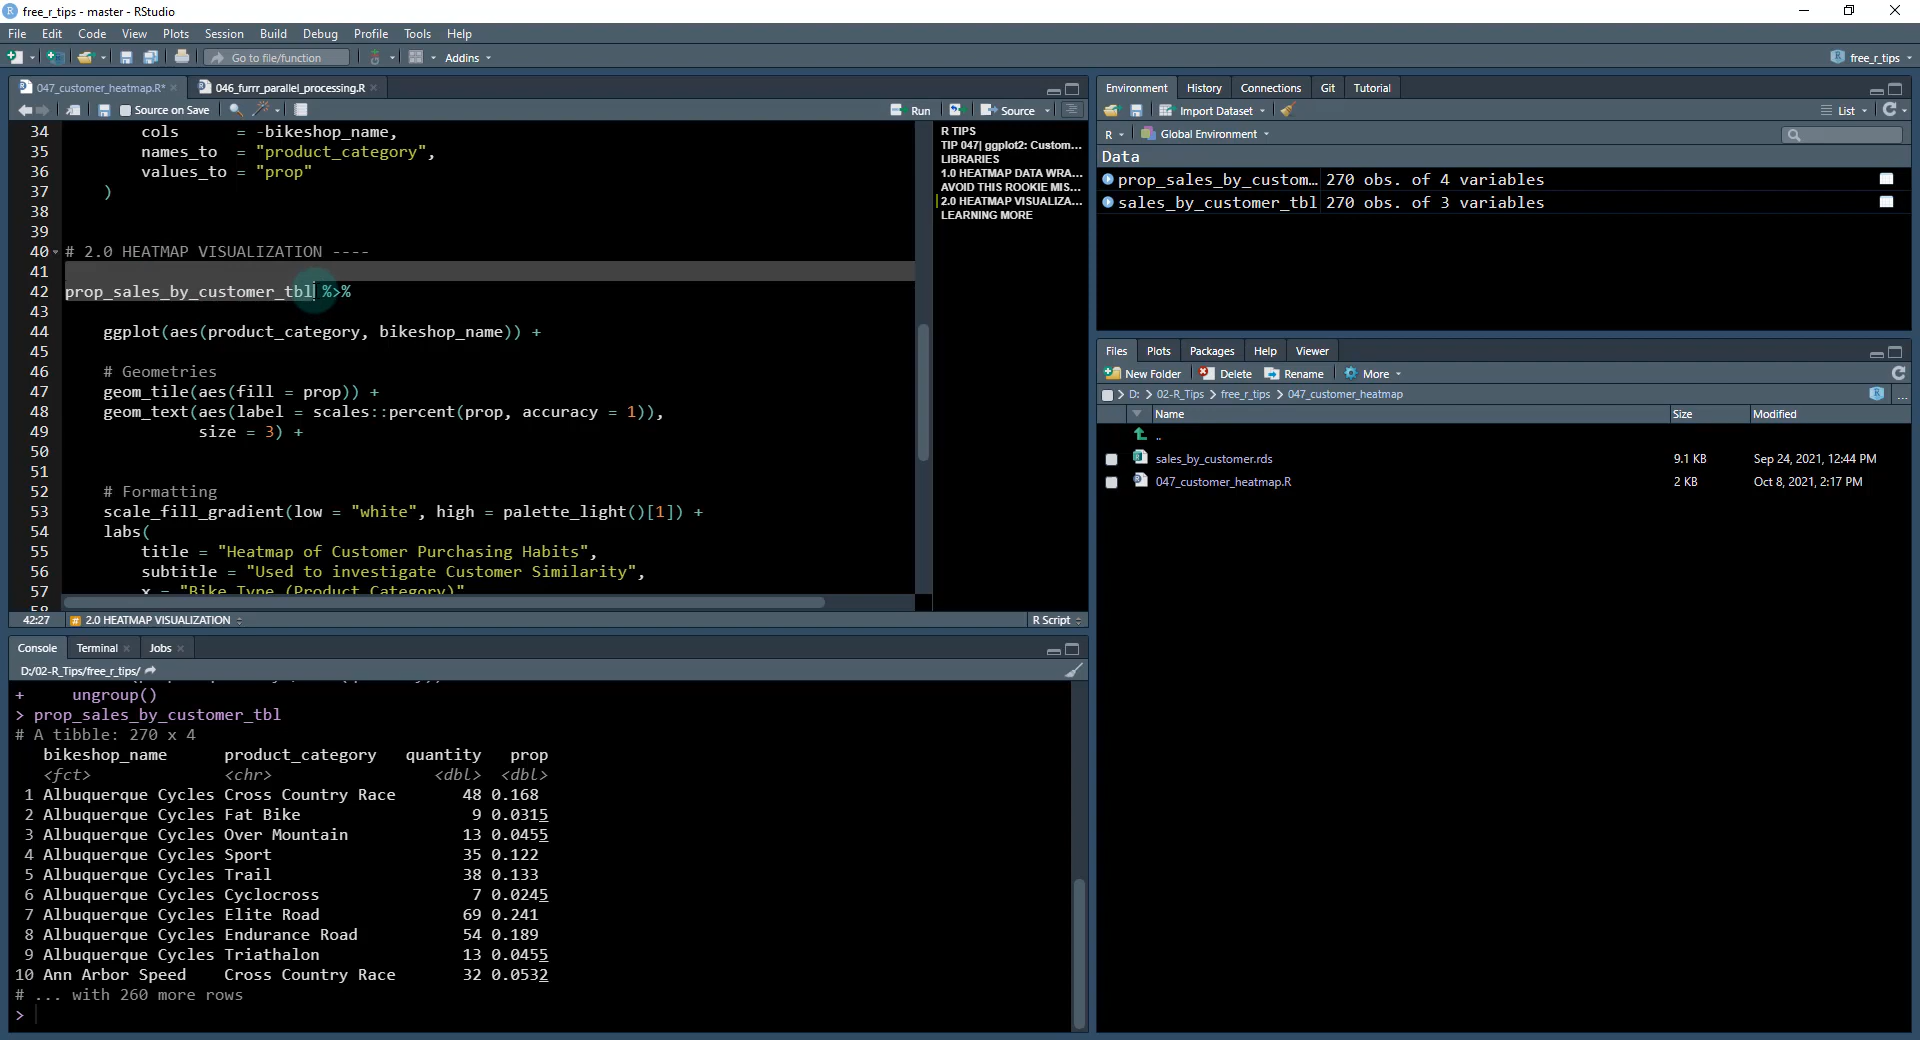 free_r_tips - master - RStudio
File Edit Code View Plots Session Build Debug Profile Tools Help
Go to file/function Addins free_r_tips
047_customer_heatmap.R* 046_furrr_parallel_processing.R
Source on Save Run Source
34 cols = -bikeshop_name,
35 names_to = "product_category",
36 values_to = "prop"
37 )
38
39
40 # 2.0 HEATMAP VISUALIZATION ----
41
42 prop_sales_by_customer_tbl %>%
43
44 ggplot(aes(product_category, bikeshop_name)) +
45
46 # Geometries
47 geom_tile(aes(fill = prop)) +
48 geom_text(aes(label = scales::percent(prop, accuracy = 1)),
49 size = 3) +
50
51
52 # Formatting
53 scale_fill_gradient(low = "white", high = palette_light()[1]) +
54 labs(
55 title = "Heatmap of Customer Purchasing Habits",
56 subtitle = "Used to investigate Customer Similarity",
57 x = "Bike Type (Product Category)"
58
R TIPS
TIP 047| ggplot2: Custom...
LIBRARIES
1.0 HEATMAP DATA WRA...
AVOID THIS ROOKIE MIS...
2.0 HEATMAP VISUALIZA...
LEARNING MORE
42:27 2.0 HEATMAP VISUALIZATION R Script
Console Terminal Jobs
D:/02-R_Tips/free_r_tips/
+ ungroup()
> prop_sales_by_customer_tbl
# A tibble: 270 x 4
bikeshop_name product_category quantity prop
<fct> <chr> <dbl> <dbl>
1 Albuquerque Cycles Cross Country Race 48 0.168
2 Albuquerque Cycles Fat Bike 9 0.0315
3 Albuquerque Cycles Over Mountain 13 0.0455
4 Albuquerque Cycles Sport 35 0.122
5 Albuquerque Cycles Trail 38 0.133
6 Albuquerque Cycles Cyclocross 7 0.0245
7 Albuquerque Cycles Elite Road 69 0.241
8 Albuquerque Cycles Endurance Road 54 0.189
9 Albuquerque Cycles Triathalon 13 0.0455
10 Ann Arbor Speed Cross Country Race 32 0.0532
# ... with 260 more rows
>
Environment History Connections Git Tutorial
Import Dataset List
R Global Environment
Data
prop_sales_by_custom... 270 obs. of 4 variables
sales_by_customer_tbl 270 obs. of 3 variables
Files Plots Packages Help Viewer
New Folder Delete Rename More
D: 02-R_Tips free_r_tips 047_customer_heatmap ...
Name Size Modified
..
sales_by_customer.rds 9.1 KB Sep 24, 2021, 12:44 PM
047_customer_heatmap.R 2 KB Oct 8, 2021, 2:17 PM